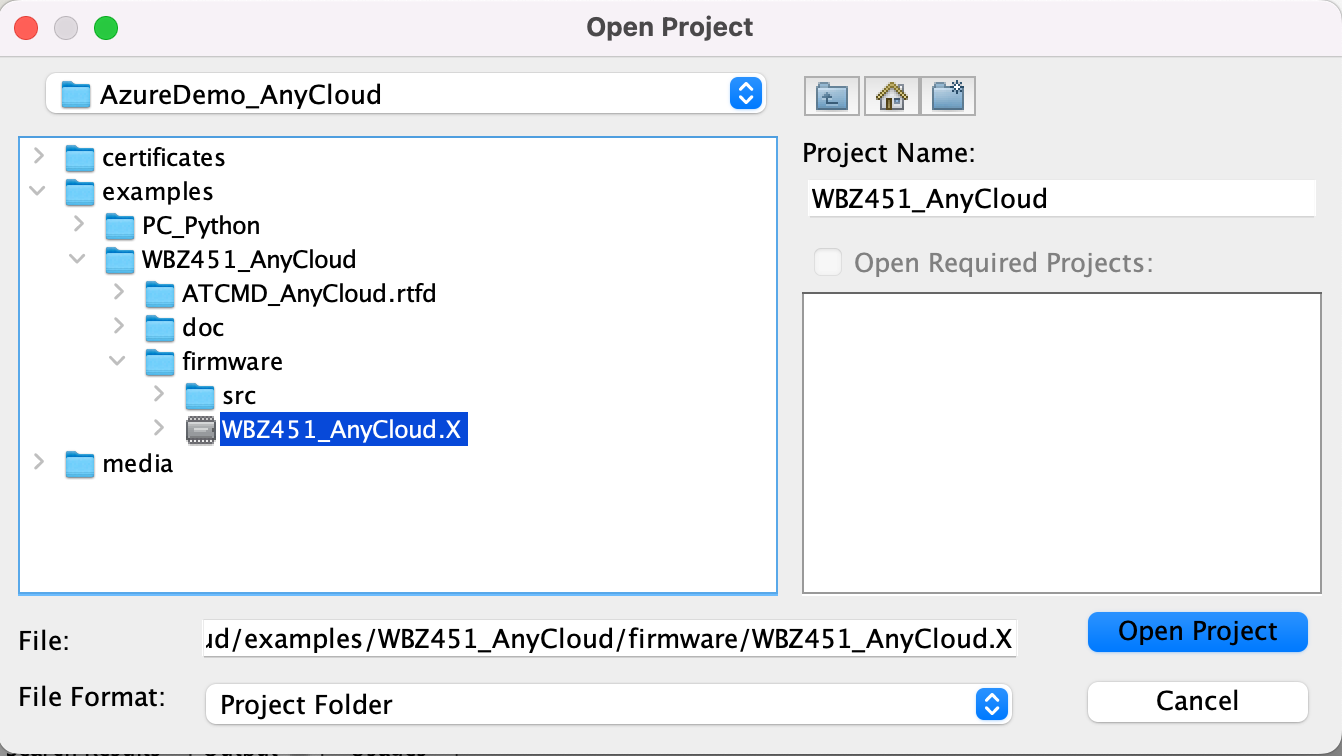 Open Project
AzureDemo_AnyCloud
certificates
examples
PC_Python
WBZ451_AnyCloud
ATCMD_AnyCloud.rtfd
doc
firmware
src
WBZ451_AnyCloud.X
media
Project Name:
WBZ451_AnyCloud
Open Required Projects:
File:
ud/examples/WBZ451_AnyCloud/firmware/WBZ451_AnyCloud.X
Open Project
File Format:
Project Folder
Cancel